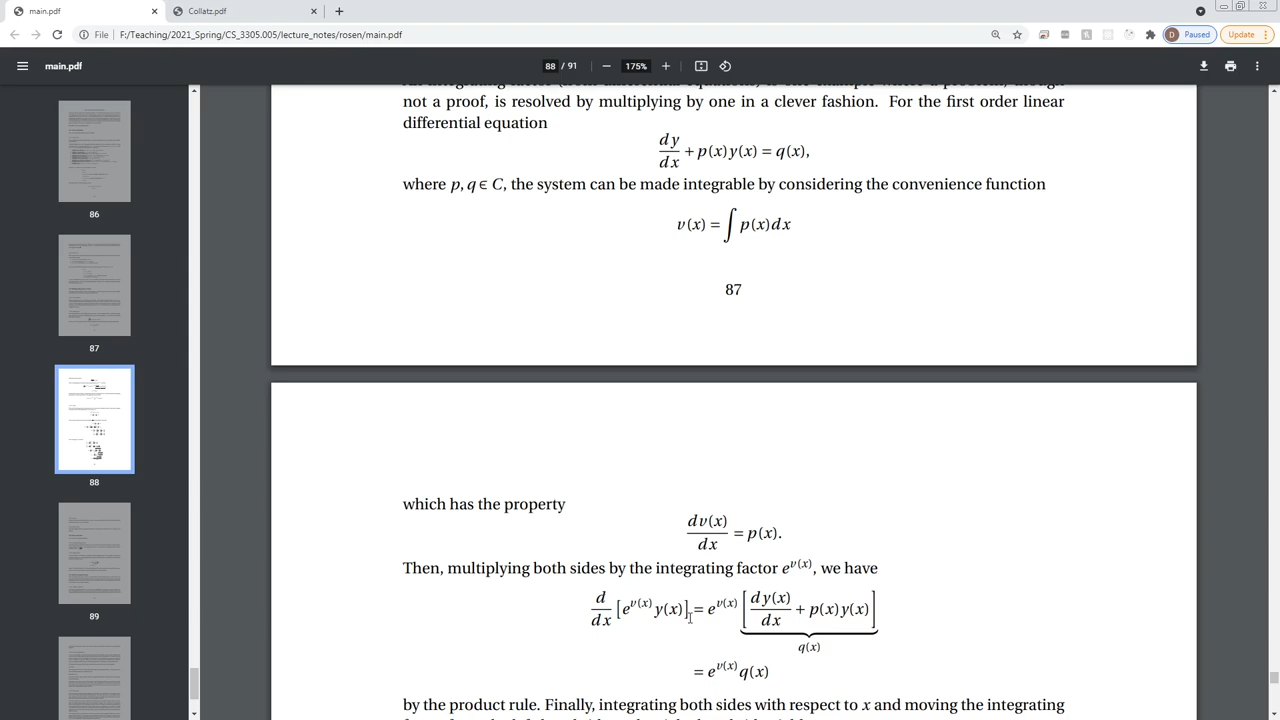 main.pdf
Collatz.pdf
File
F:/Teaching/2021_Spring/CS_3305.005/lecture_notes/rosen/main.pdf
D Paused
Update
main.pdf
88 / 91
175%
86
87
88
89
not a proof, is resolved by multiplying by one in a clever fashion. For the first order linear
differential equation
dy/dx + p(x)y(x) = q(x),
where p, q ∈ C, the system can be made integrable by considering the convenience function
v(x) = ∫ p(x)dx
87
which has the property
dv(x)/dx = p(x).
Then, multiplying both sides by the integrating factor e^{v(x)}, we have
d/dx [e^{v(x)} y(x)] = e^{v(x)} [dy(x)/dx + p(x)y(x)]
q(x)
= e^{v(x)} q(x)
by the product rule. Finally, integrating both sides with respect to x and moving the integrating